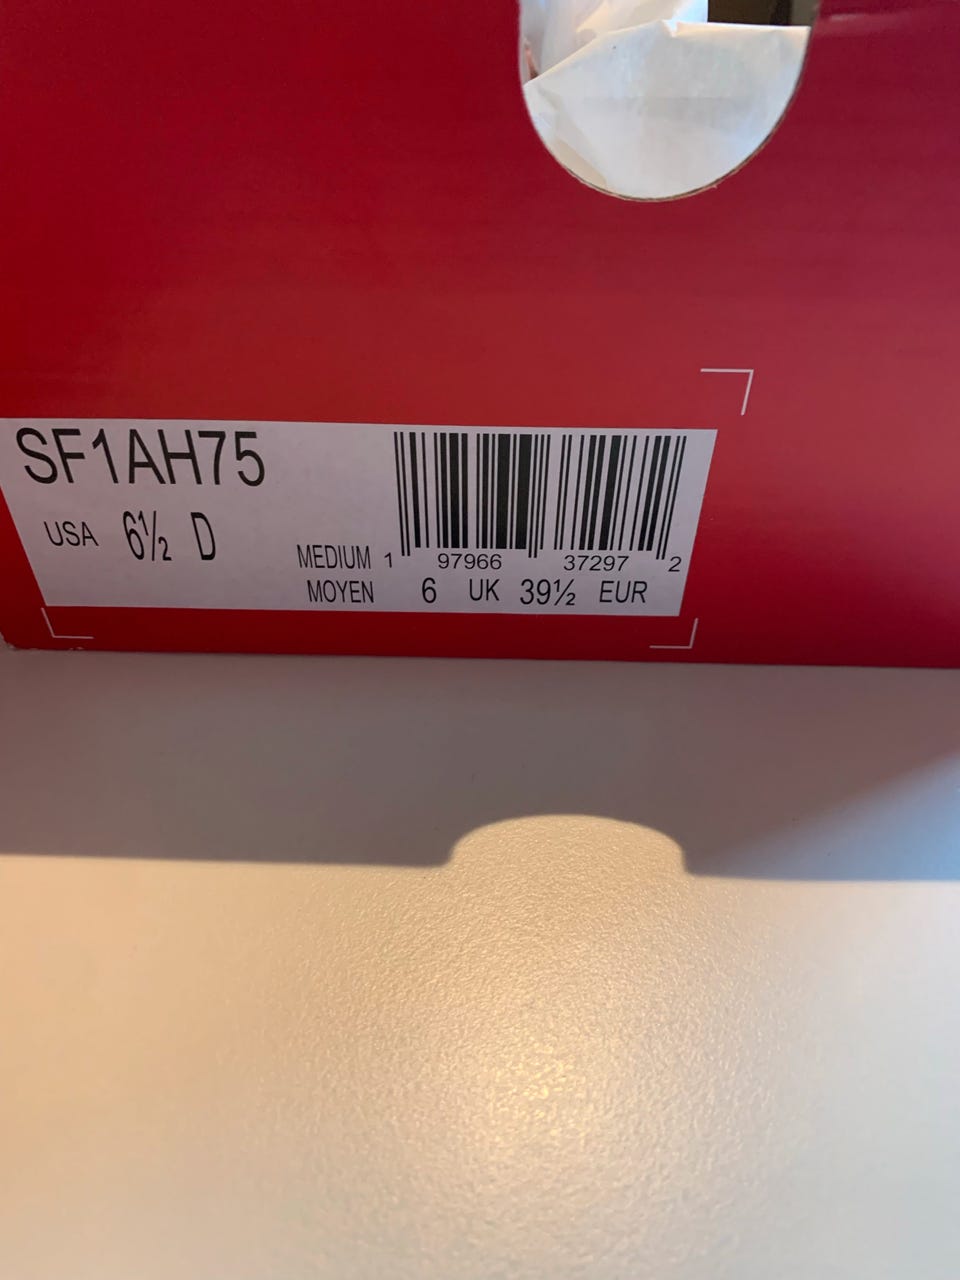 SF1AH75
USA 6½ D
MEDIUM
MOYEN
1 97966 37297 2
6 UK 39½ EUR